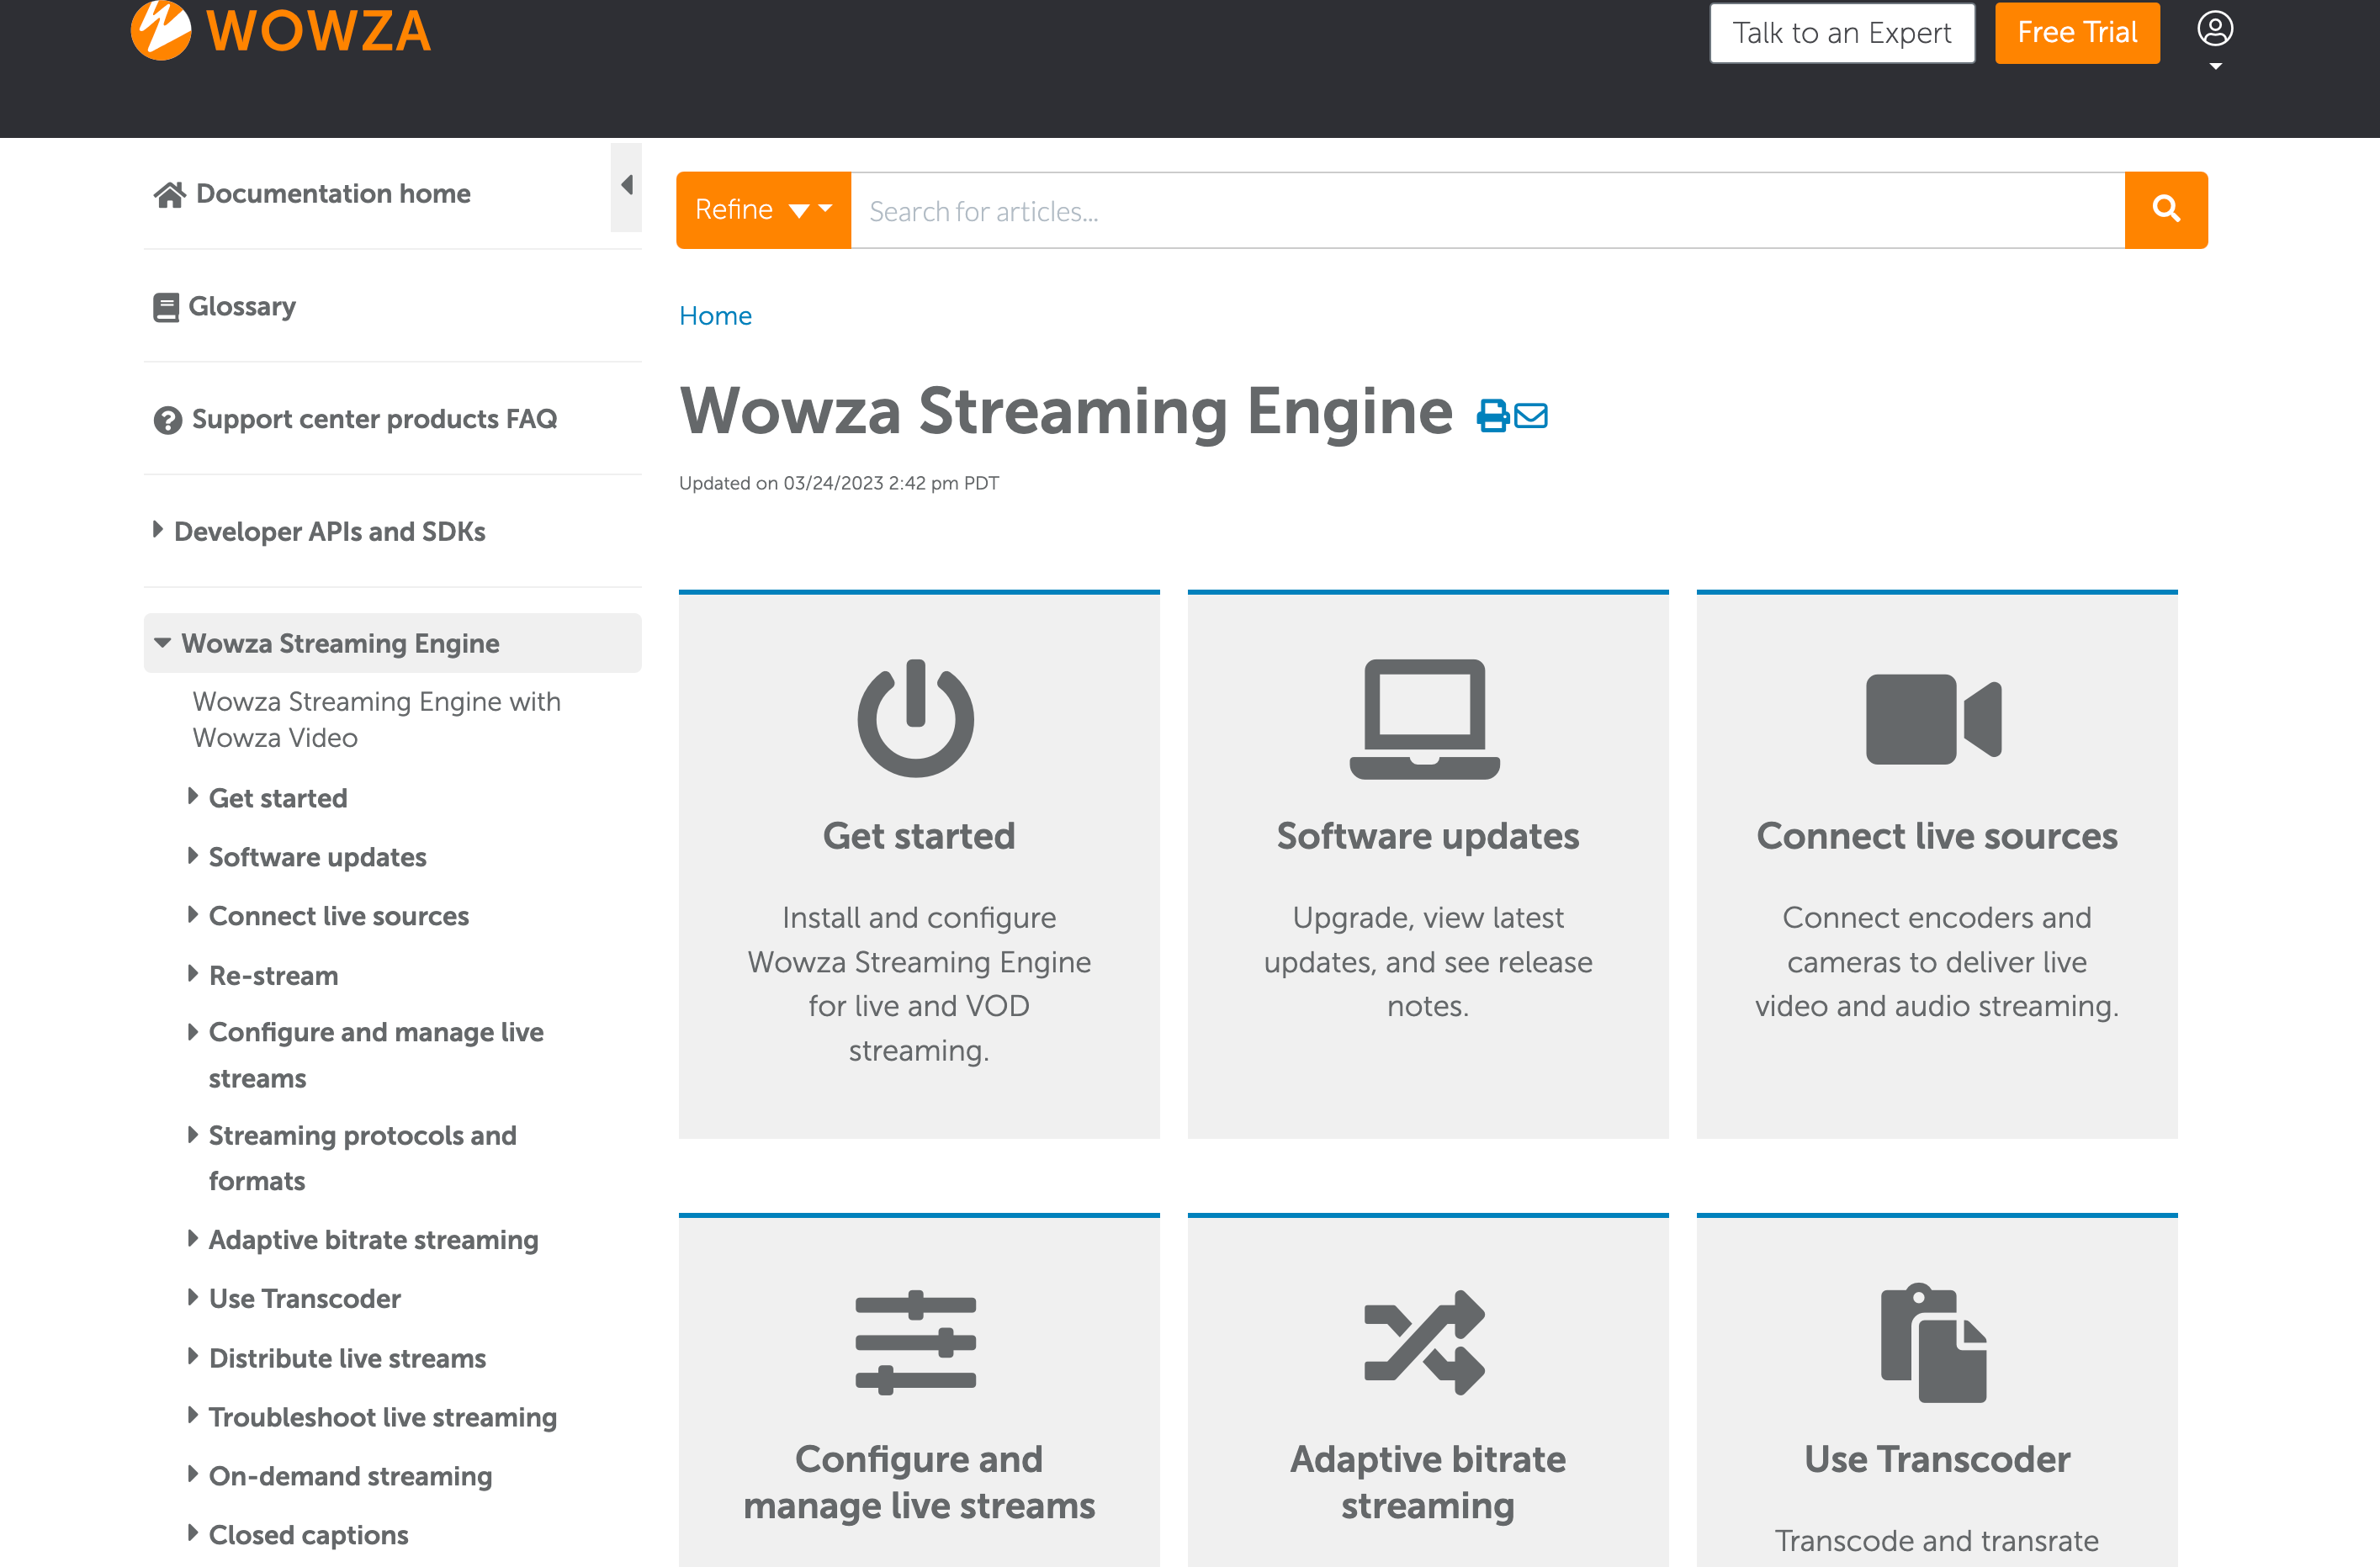 WOWZA
Talk to an Expert
Free Trial
Documentation home
Glossary
Support center products FAQ
Developer APIs and SDKs
Wowza Streaming Engine
Wowza Streaming Engine with
Wowza Video
Get started
Software updates
Connect live sources
Re-stream
Configure and manage live
streams
Streaming protocols and
formats
Adaptive bitrate streaming
Use Transcoder
Distribute live streams
Troubleshoot live streaming
On-demand streaming
Closed captions
Refine
Search for articles...
Home
Wowza Streaming Engine
Updated on 03/24/2023 2:42 pm PDT
Get started
Install and configure
Wowza Streaming Engine
for live and VOD
streaming.
Software updates
Upgrade, view latest
updates, and see release
notes.
Connect live sources
Connect encoders and
cameras to deliver live
video and audio streaming.
Configure and
manage live streams
Adaptive bitrate
streaming
Use Transcoder
Transcode and transrate